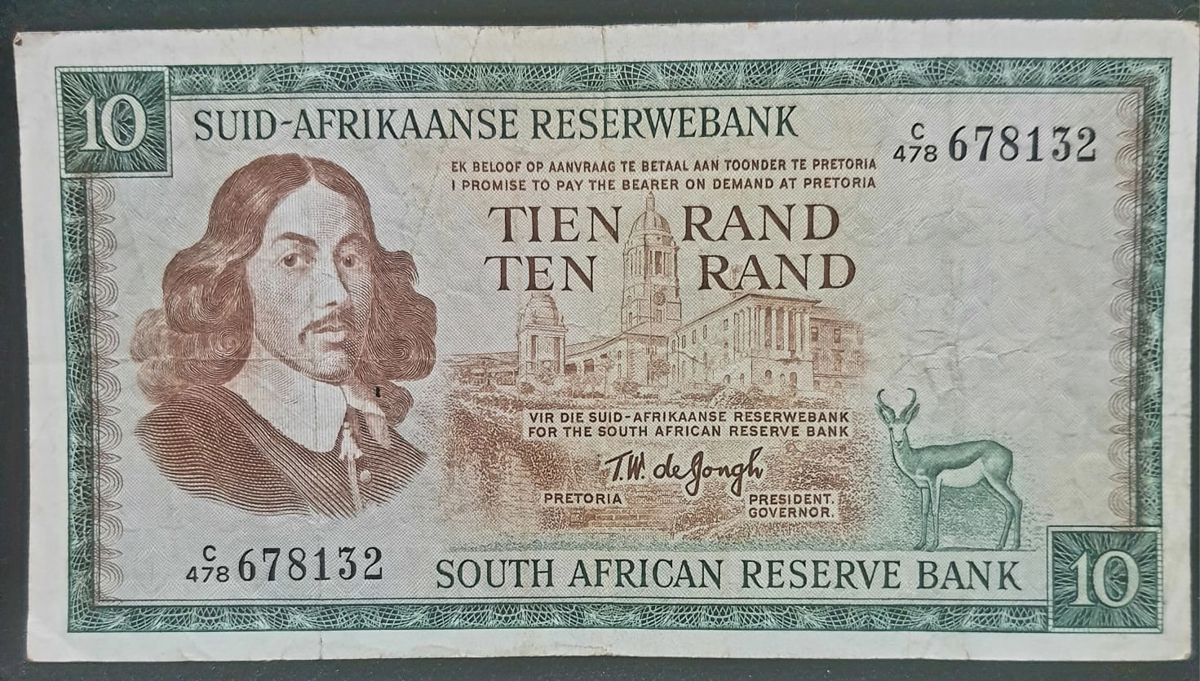 10
SUID-AFRIKAANSE RESERWEBANK
C/478 678132
EK BELOOF OP AANVRAAG TE BETAAL AAN TOONDER TE PRETORIA
I PROMISE TO PAY THE BEARER ON DEMAND AT PRETORIA
TIEN RAND
TEN RAND
VIR DIE SUID-AFRIKAANSE RESERWEBANK
FOR THE SOUTH AFRICAN RESERVE BANK
T.W. de Jongh
PRETORIA PRESIDENT.
GOVERNOR.
C/478 678132
SOUTH AFRICAN RESERVE BANK
10